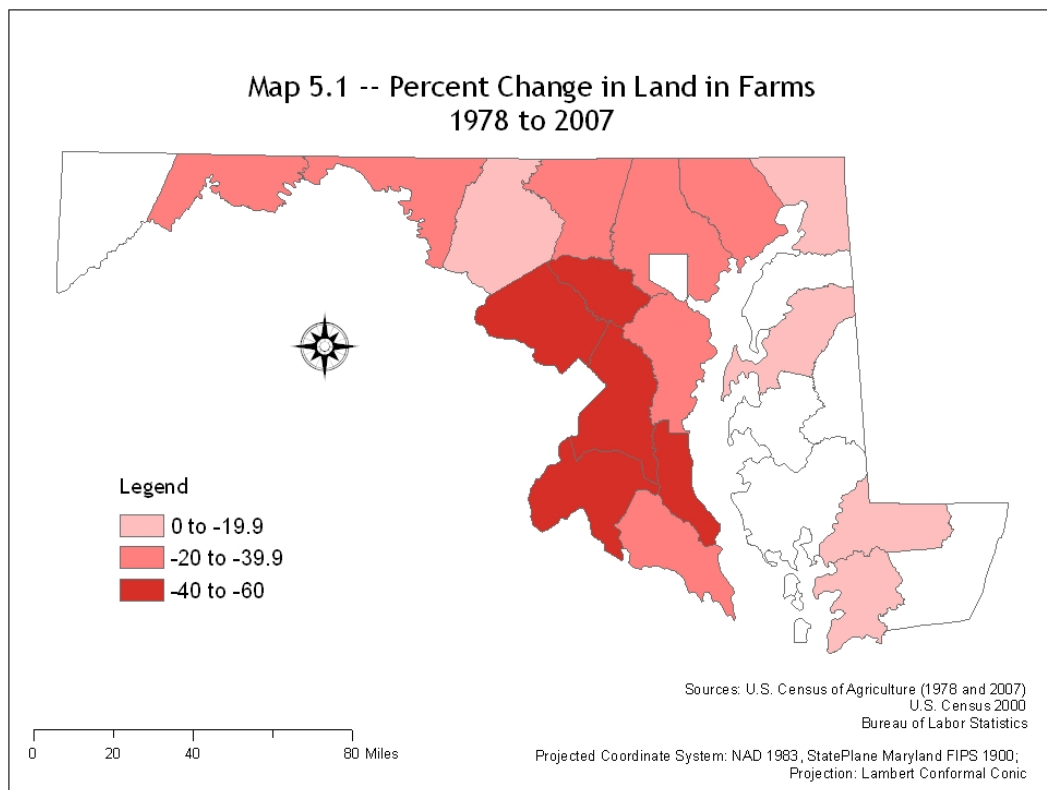 Map 5.1 -- Percent Change in Land in Farms
1978 to 2007
Legend
0 to -19.9
-20 to -39.9
-40 to -60
Sources: U.S. Census of Agriculture (1978 and 2007)
U.S. Census 2000
Bureau of Labor Statistics
0 20 40 80 Miles
Projected Coordinate System: NAD 1983, StatePlane Maryland FIPS 1900;
Projection: Lambert Conformal Conic